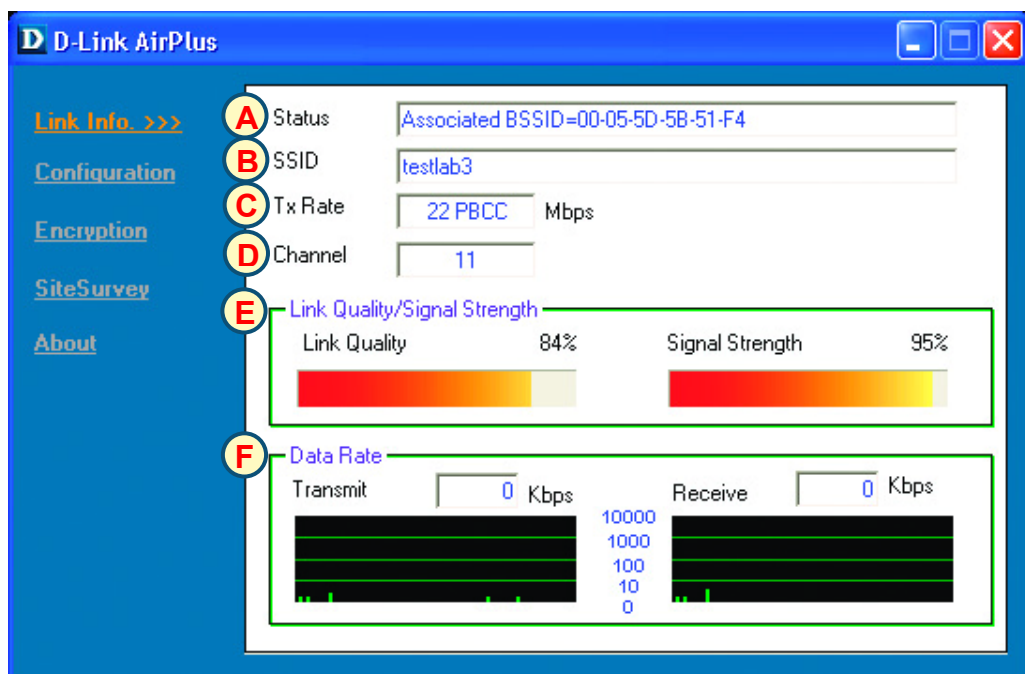 D D-Link AirPlus
Link Info. >>>
Configuration
Encryption
SiteSurvey
About
A Status Associated BSSID=00-05-5D-5B-51-F4
B SSID testlab3
C Tx Rate 22 PBCC Mbps
D Channel 11
E Link Quality/Signal Strength
Link Quality 84% Signal Strength 95%
F Data Rate
Transmit 0 Kbps Receive 0 Kbps
10000
1000
100
10
0